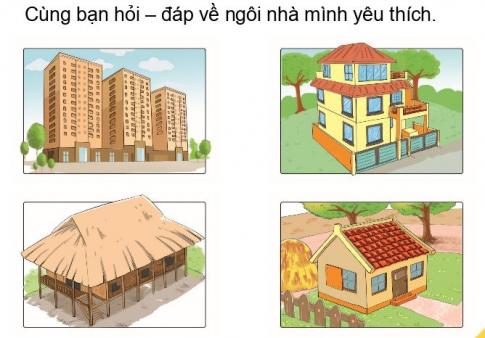 Cùng bạn hỏi – đáp về ngôi nhà mình yêu thích.